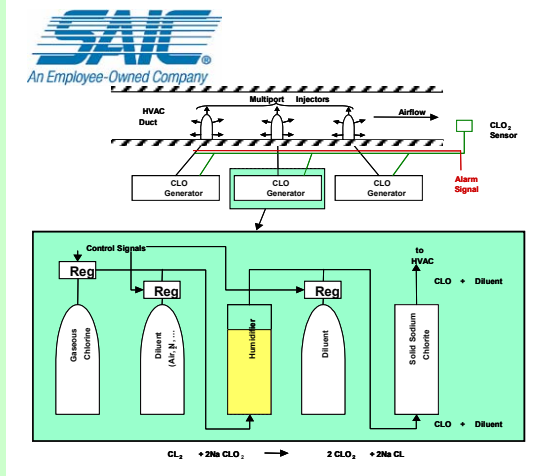 SAIC®
An Employee-Owned Company
HVAC
Duct
Multiport Injectors
Airflow
CLO2
Sensor
CLO
Generator
CLO
Generator
CLO
Generator
Alarm
Signal
Control Signals
to
HVAC
Reg
Reg
Reg
CLO + Diluent
Gaseous
Chlorine
Diluent
(Air, N2, ...
Humidifier
Diluent
Solid Sodium
Chlorite
CLO + Diluent
CL2 + 2Na CLO2 → 2 CLO2 + 2Na CL